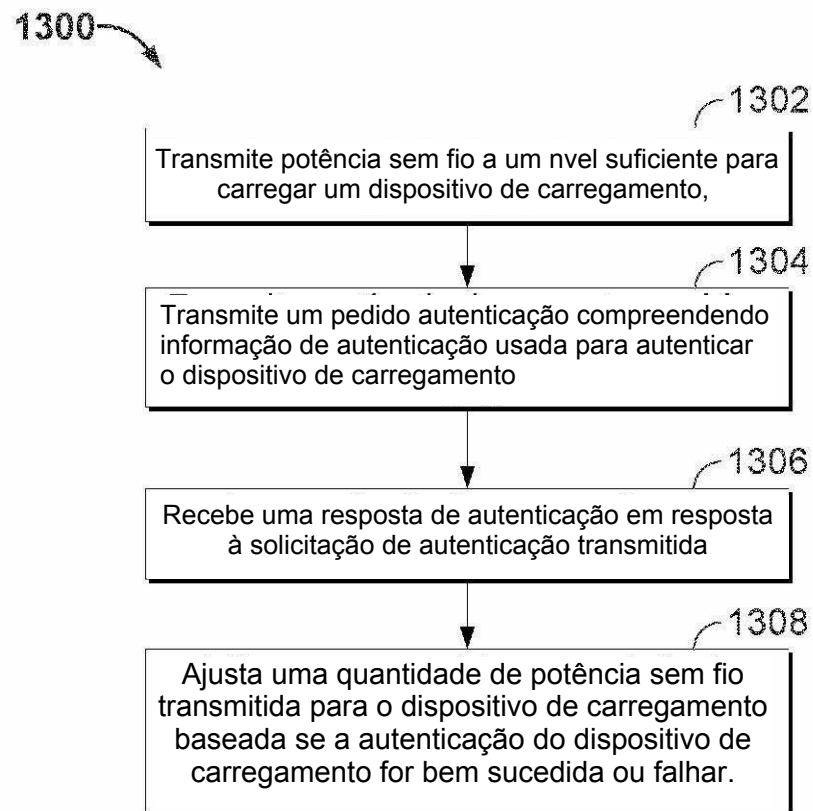 1300
1302
Transmite potência sem fio a um nvel suficiente para
carregar um dispositivo de carregamento,
1304
Transmite um pedido autenticação compreendendo
informação de autenticação usada para autenticar
o dispositivo de carregamento
1306
Recebe uma resposta de autenticação em resposta
à solicitação de autenticação transmitida
1308
Ajusta uma quantidade de potência sem fio
transmitida para o dispositivo de carregamento
baseada se a autenticação do dispositivo de
carregamento for bem sucedida ou falhar.